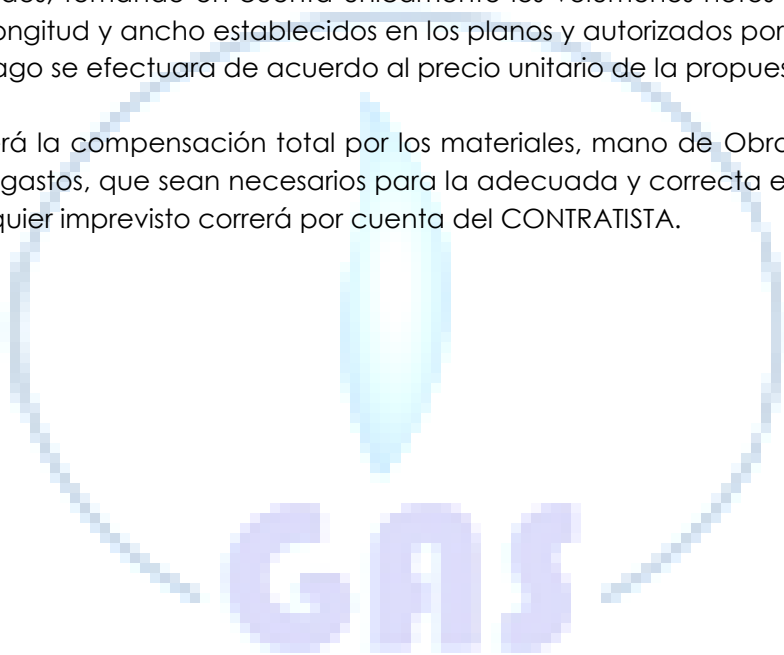 ongitud y ancho establecidos en los planos y autorizados por
ago se efectuara de acuerdo al precio unitario de la propues
rá la compensación total por los materiales, mano de Obra
gastos, que sean necesarios para la adecuada y correcta e
quier imprevisto correrá por cuenta del CONTRATISTA.
GAS